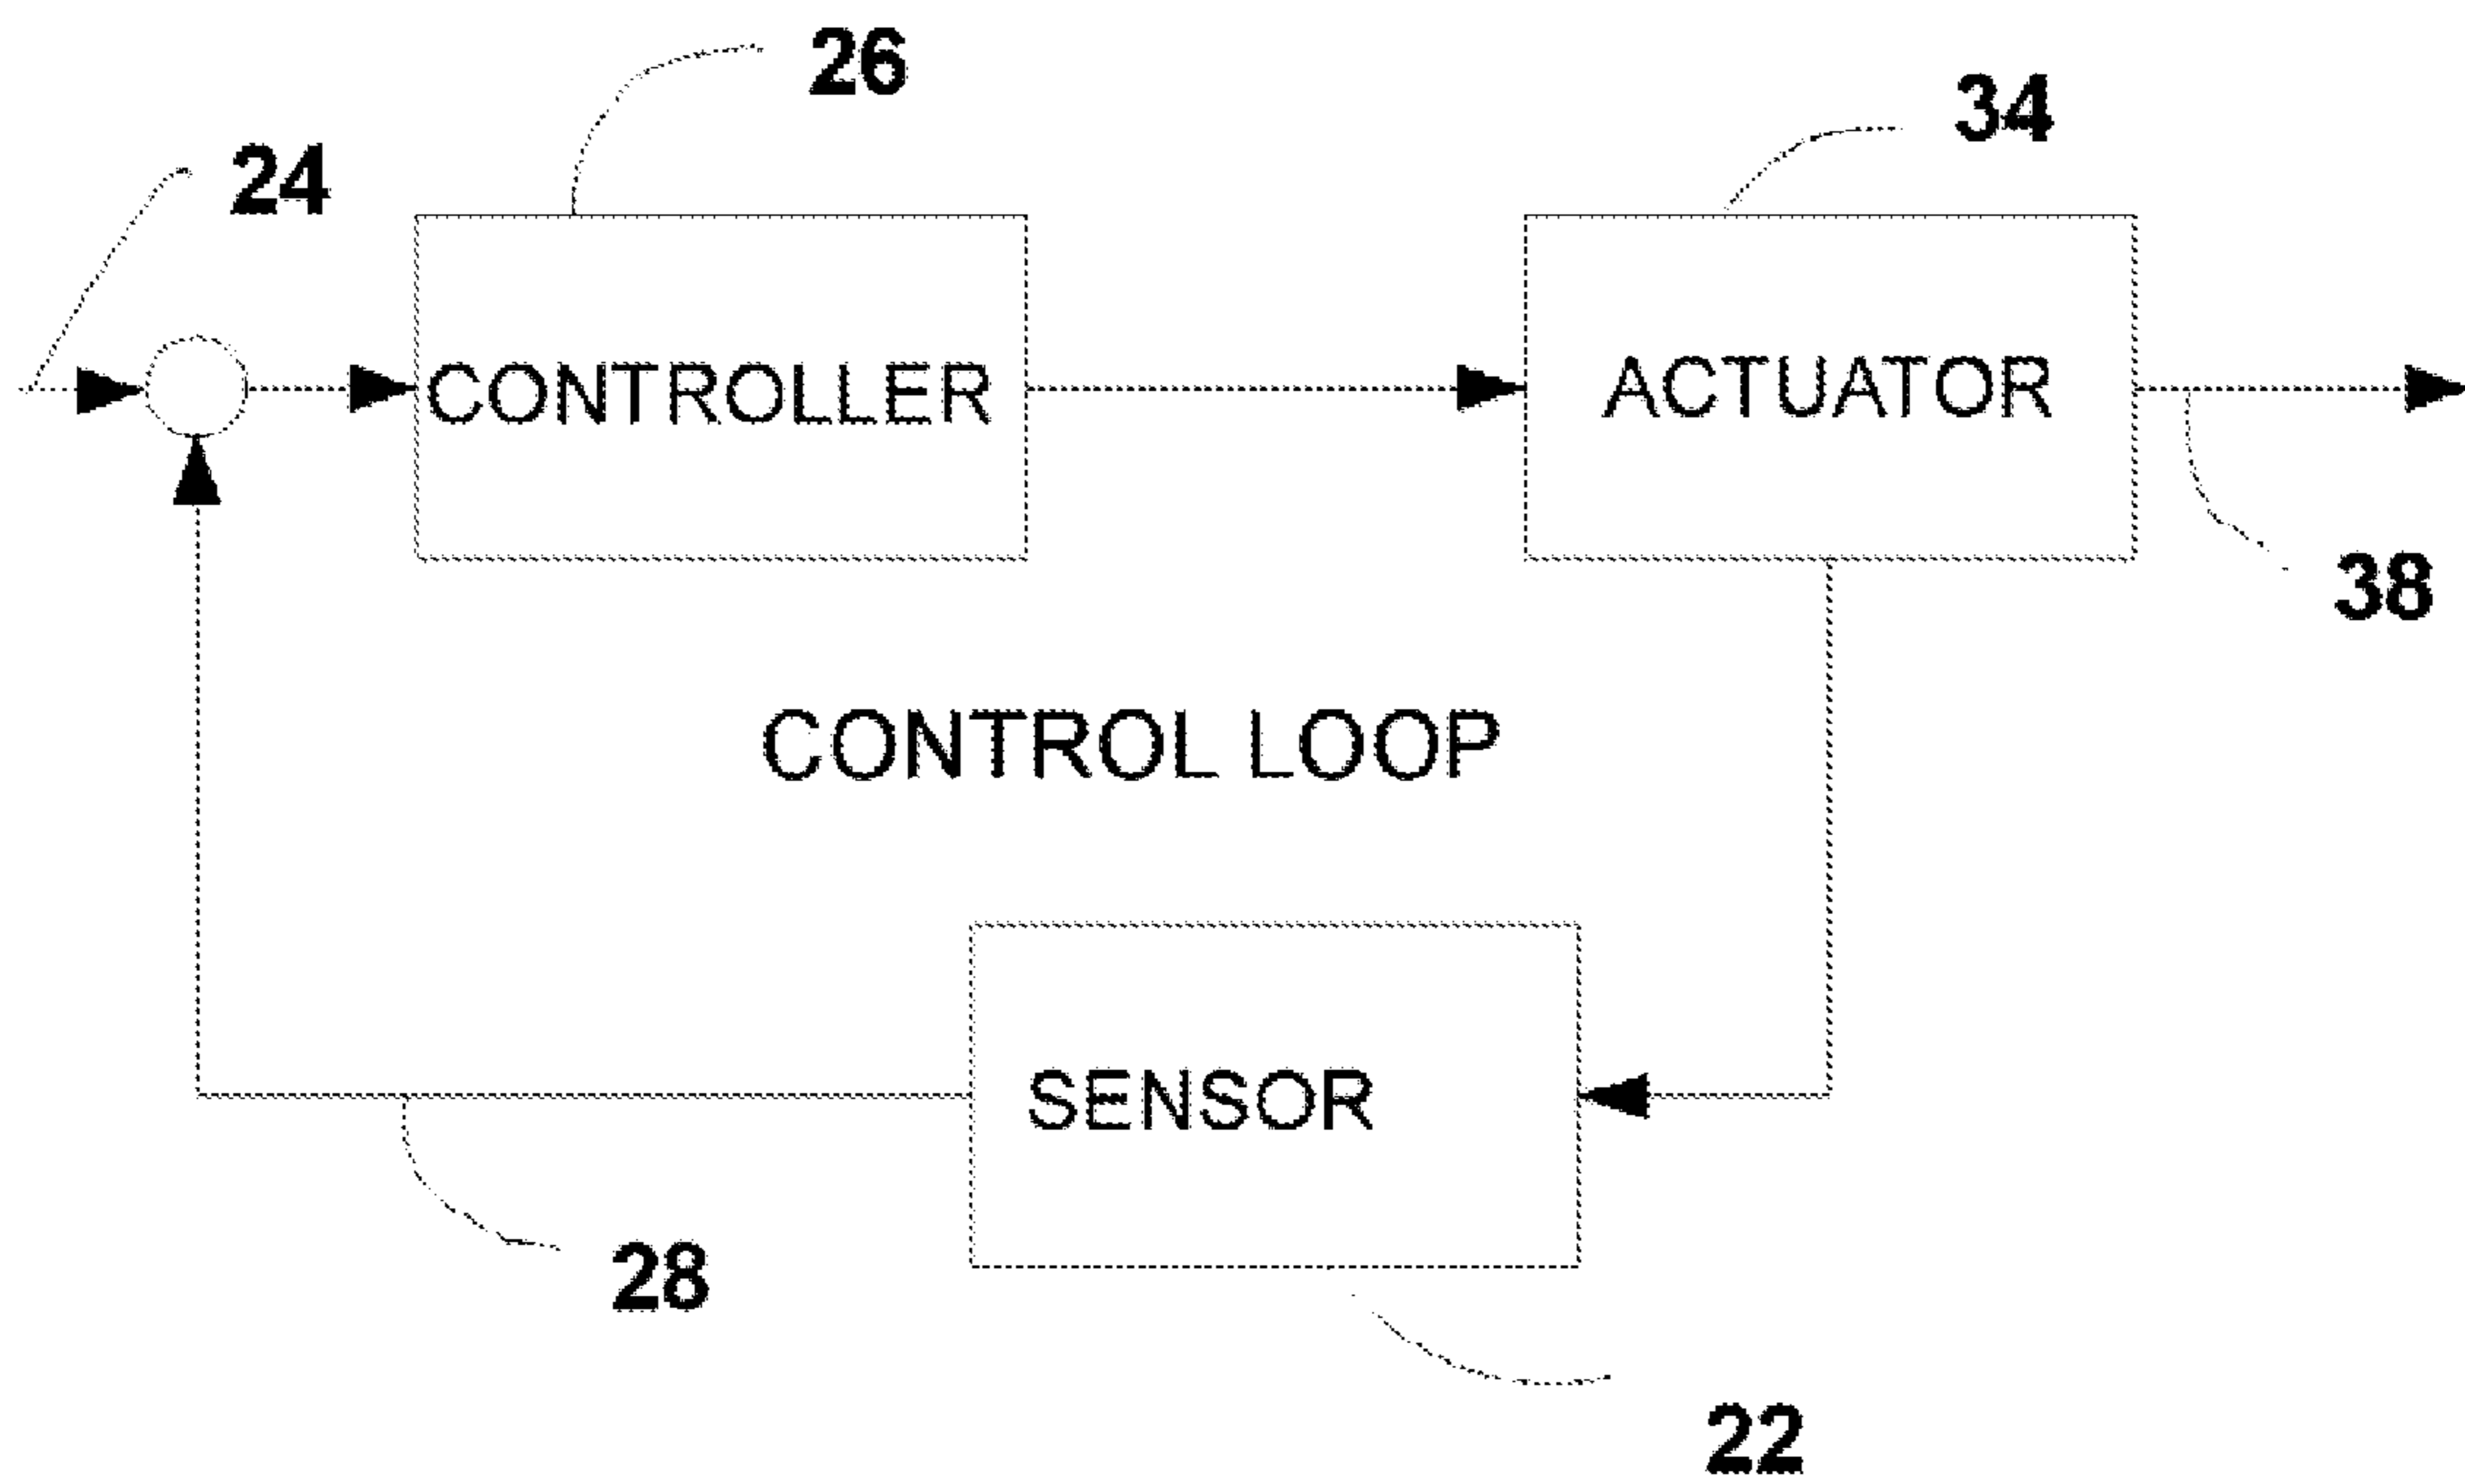 26
34
24
CONTROLLER
ACTUATOR
38
CONTROL LOOP
SENSOR
28
22